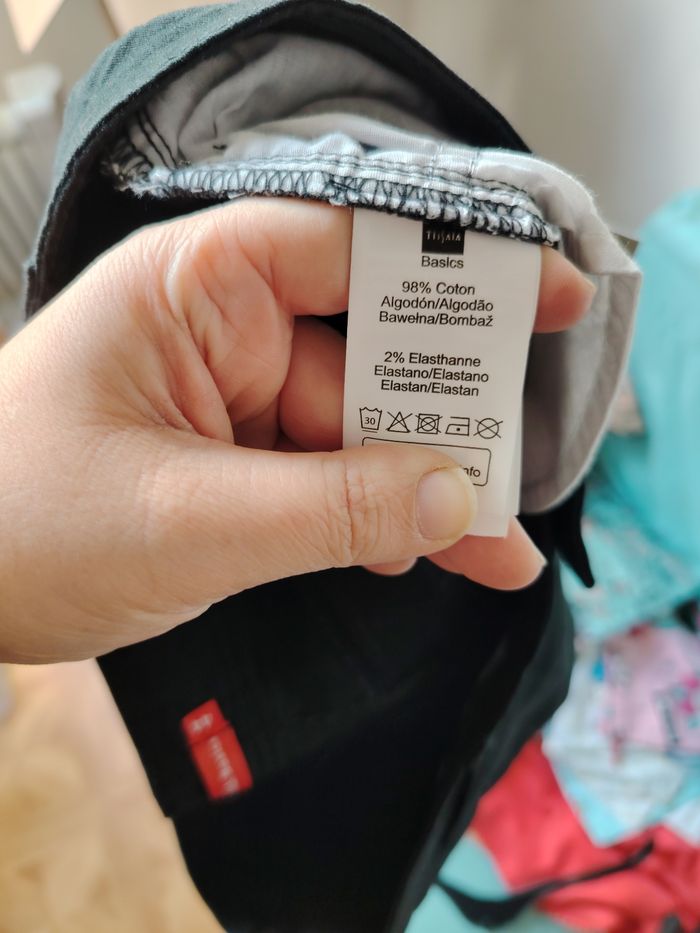 Basics
98% Coton
Algodón/Algodão
Bawełna/Bombaž
2% Elasthanne
Elastano/Elastano
Elastan/Elastan
30